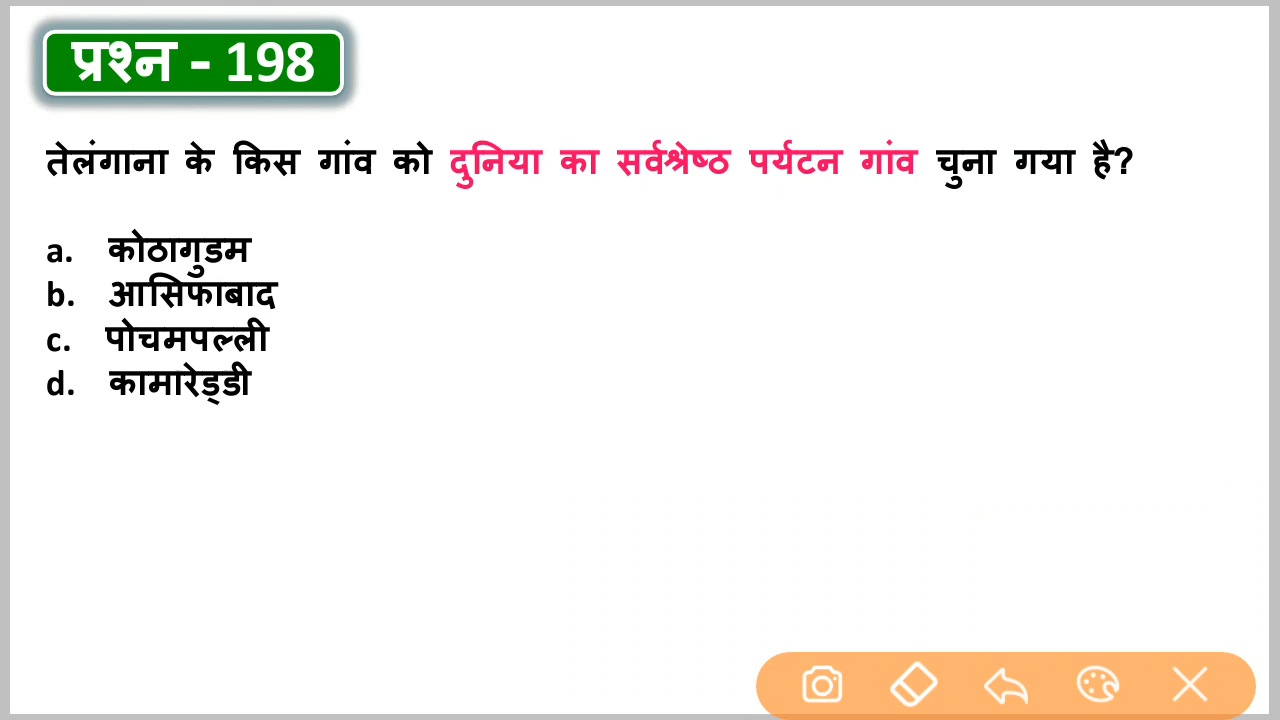 प्रश्न - 198
तेलंगाना के किस गांव को दुनिया का सर्वश्रेष्ठ पर्यटन गांव चुना गया है?
a. कोठागुडम
b. आसिफाबाद
c. पोचमपल्ली
d. कामारेड्डी